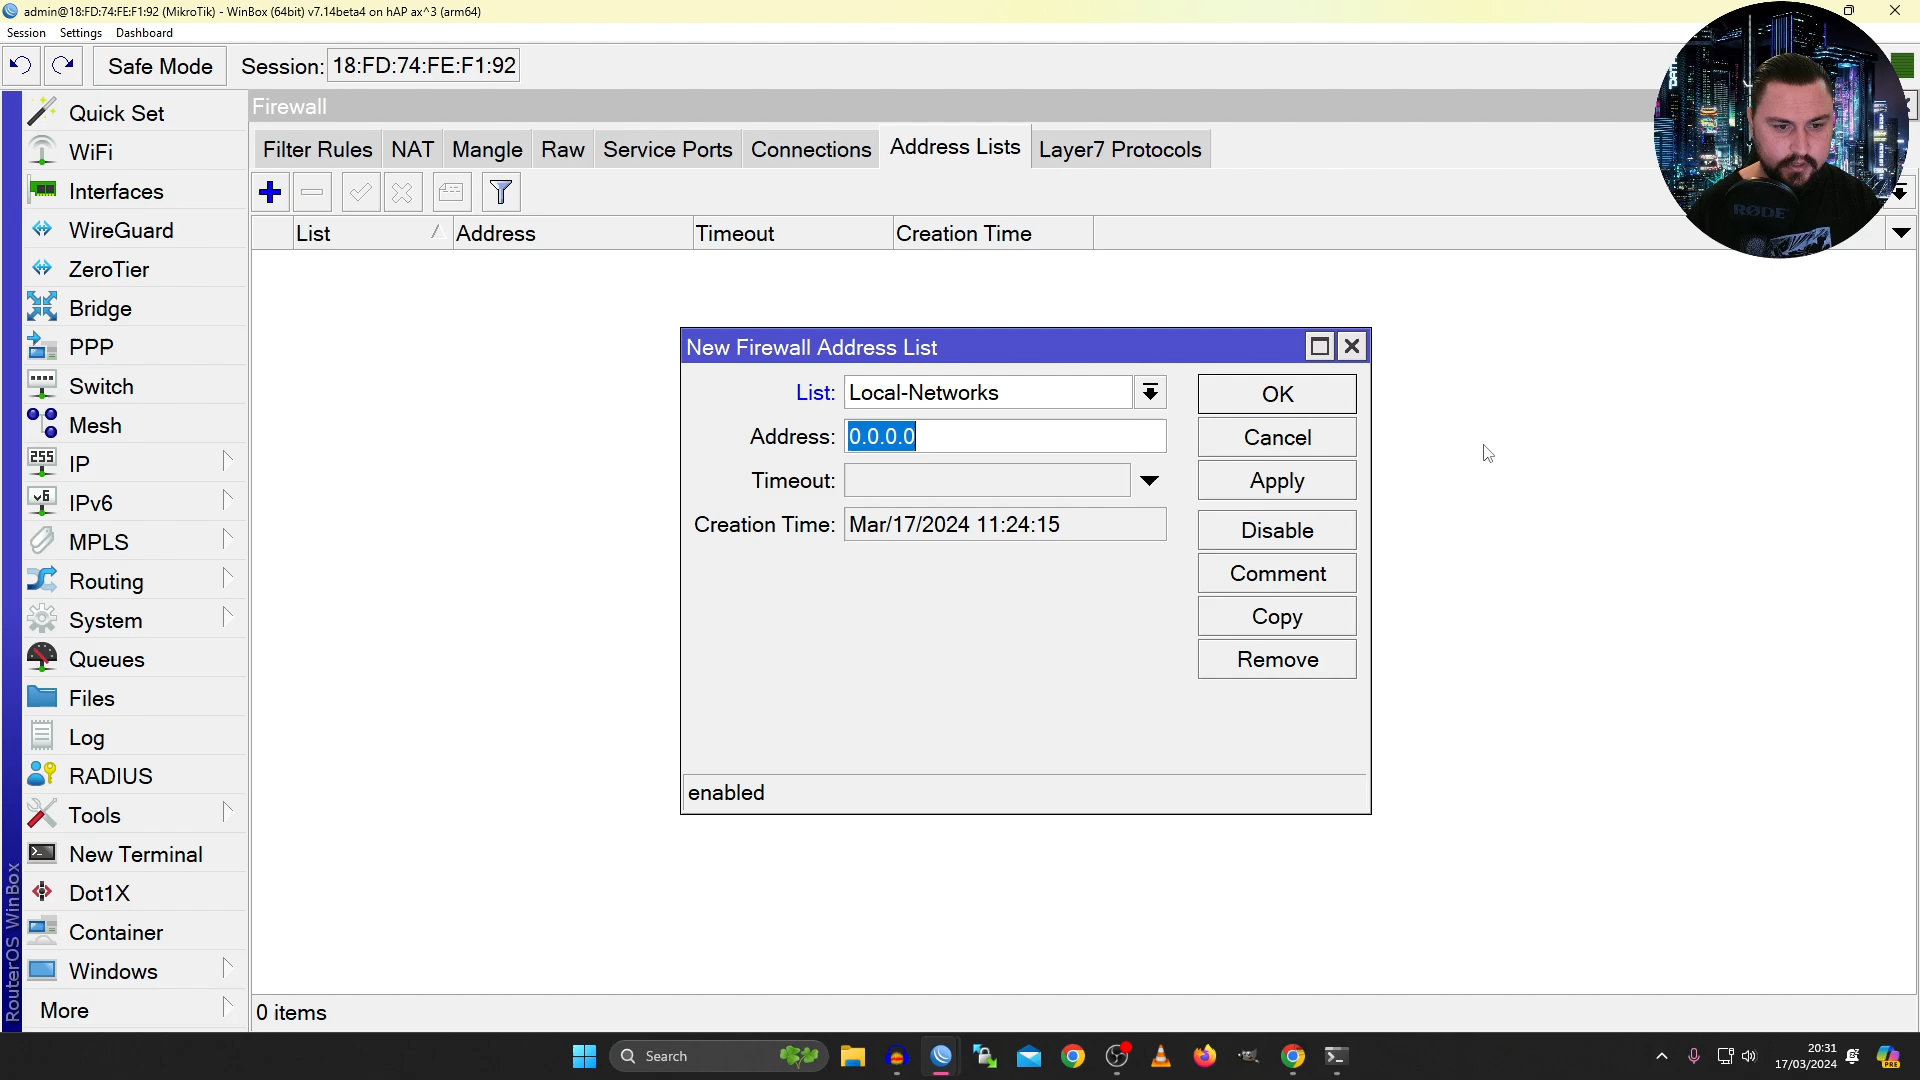 admin@18:FD:74:FE:F1:92 (MikroTik) - WinBox (64bit) v7.14beta4 on hAP ax^3 (arm64)
Session Settings Dashboard
Safe Mode Session: 18:FD:74:FE:F1:92
Quick Set
WiFi
Interfaces
WireGuard
ZeroTier
Bridge
PPP
Switch
Mesh
255 IP
v6 IPv6
MPLS
Routing
System
Queues
Files
Log
RADIUS
Tools
New Terminal
Dot1X
Container
Windows
More
RouterOS WinBox
Firewall
Filter Rules NAT Mangle Raw Service Ports Connections Address Lists Layer7 Protocols
List Address Timeout Creation Time
New Firewall Address List
List: Local-Networks
Address: 0.0.0.0
Timeout:
Creation Time: Mar/17/2024 11:24:15
OK
Cancel
Apply
Disable
Comment
Copy
Remove
enabled
0 items
RØDE
Search
20:31
17/03/2024
PRE